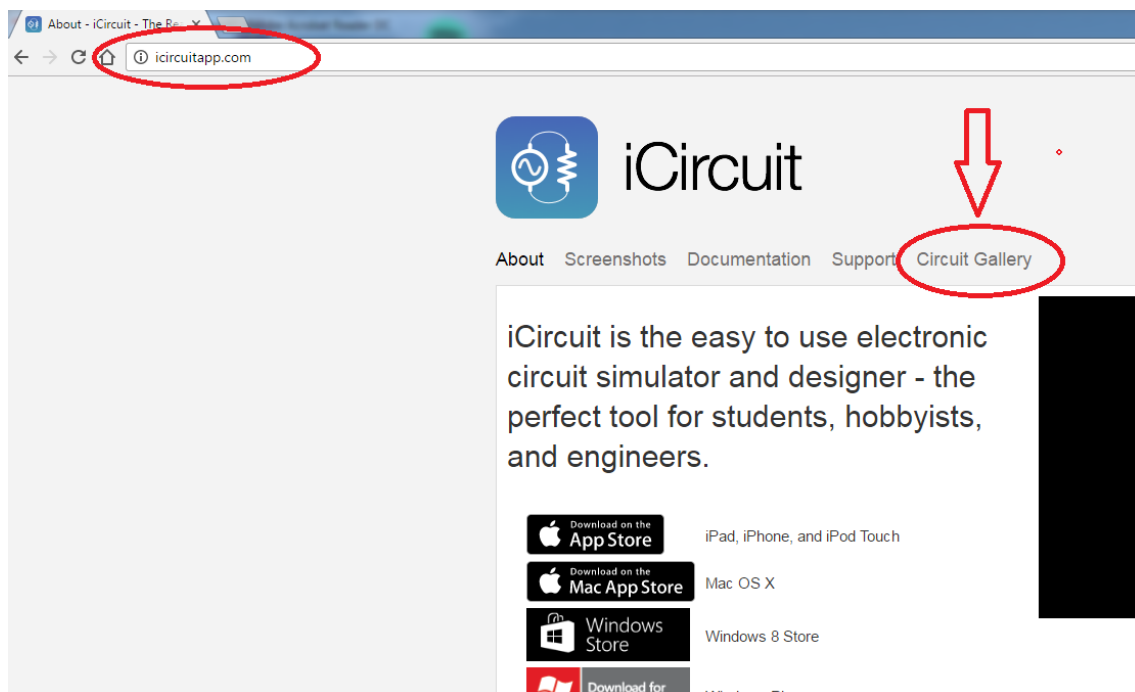 About - iCircuit - The Re
icircuitapp.com
iCircuit
About Screenshots Documentation Support Circuit Gallery
iCircuit is the easy to use electronic
circuit simulator and designer - the
perfect tool for students, hobbyists,
and engineers.
Download on the
App Store
iPad, iPhone, and iPod Touch
Download on the
Mac App Store
Mac OS X
Windows
Store
Windows 8 Store
Download for